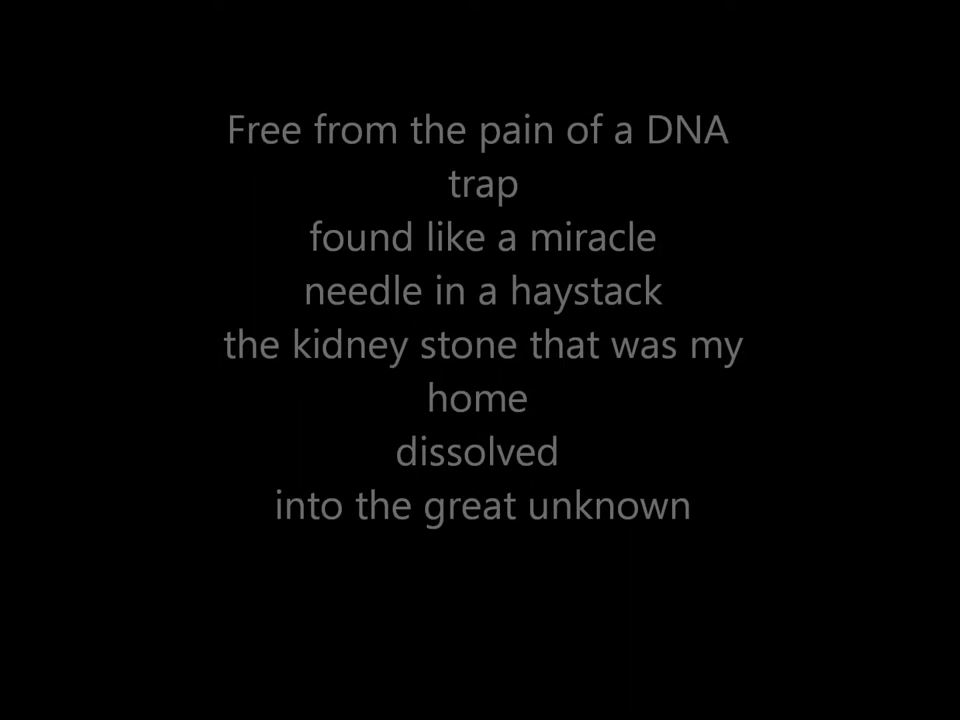 Free from the pain of a DNA
trap
found like a miracle
needle in a haystack
the kidney stone that was my
home
dissolved
into the great unknown